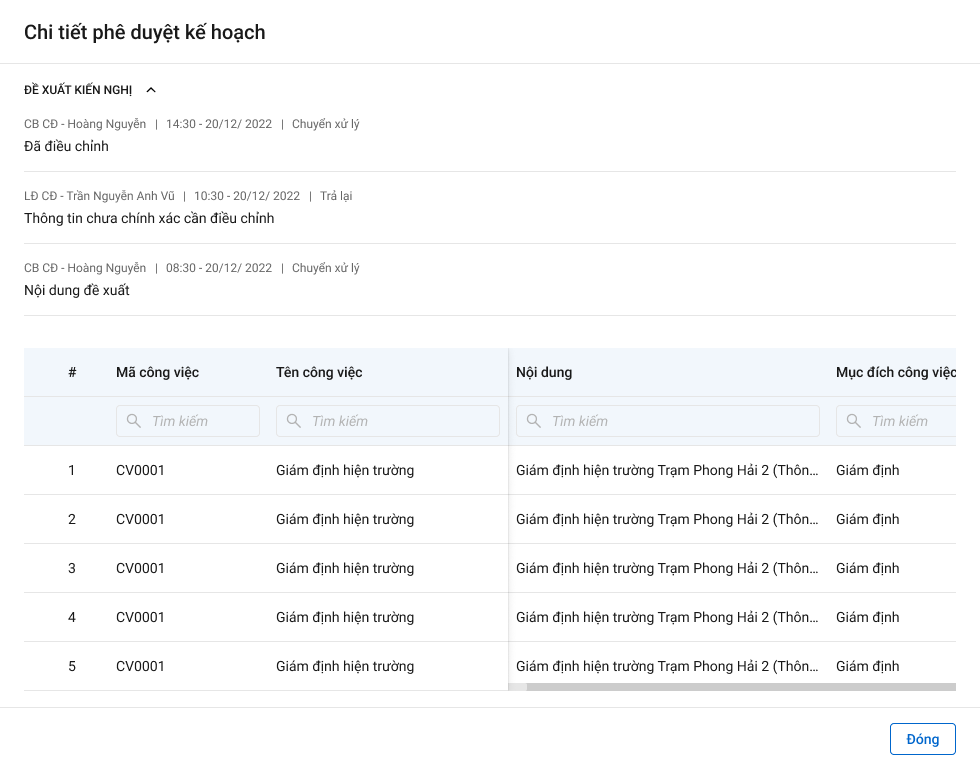 Chi tiết phê duyệt kế hoạch
ĐỀ XUẤT KIẾN NGHỊ
CB CĐ - Hoàng Nguyễn | 14:30 - 20/12/ 2022 | Chuyển xử lý
Đã điều chỉnh
LĐ CĐ - Trần Nguyễn Anh Vũ | 10:30 - 20/12/ 2022 | Trả lại
Thông tin chưa chính xác cần điều chỉnh
CB CĐ - Hoàng Nguyễn | 08:30 - 20/12/ 2022 | Chuyển xử lý
Nội dung đề xuất
# Mã công việc Tên công việc Nội dung Mục đích công việc
Tìm kiếm Tìm kiếm Tìm kiếm Tìm kiếm
1 CV0001 Giám định hiện trường Giám định hiện trường Trạm Phong Hải 2 (Thôn... Giám định
2 CV0001 Giám định hiện trường Giám định hiện trường Trạm Phong Hải 2 (Thôn... Giám định
3 CV0001 Giám định hiện trường Giám định hiện trường Trạm Phong Hải 2 (Thôn... Giám định
4 CV0001 Giám định hiện trường Giám định hiện trường Trạm Phong Hải 2 (Thôn... Giám định
5 CV0001 Giám định hiện trường Giám định hiện trường Trạm Phong Hải 2 (Thôn... Giám định
Đóng